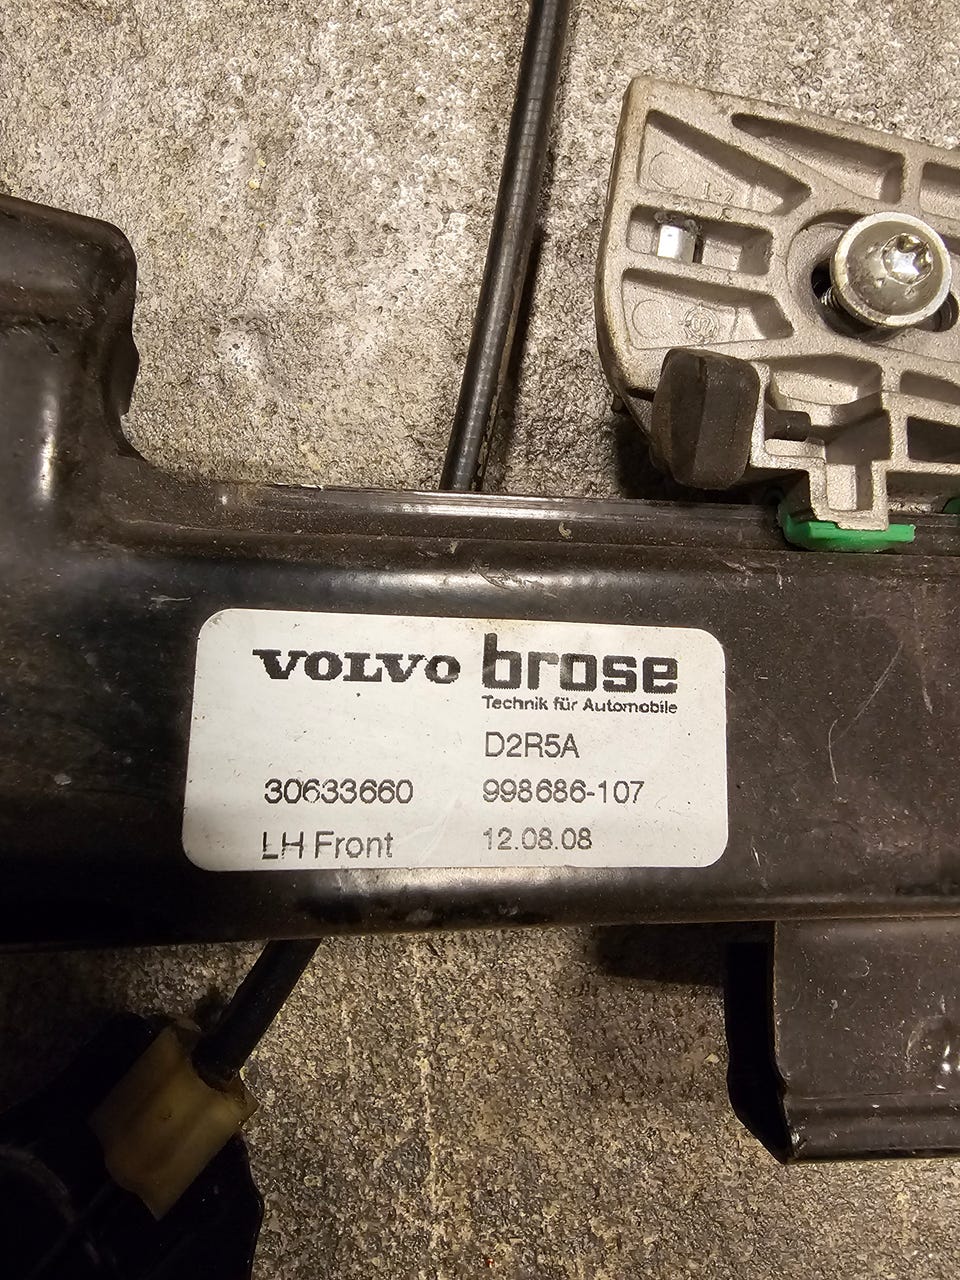 VOLVO brose
Technik für Automobile
D2R5A
30633660 998686-107
LH Front 12.08.08